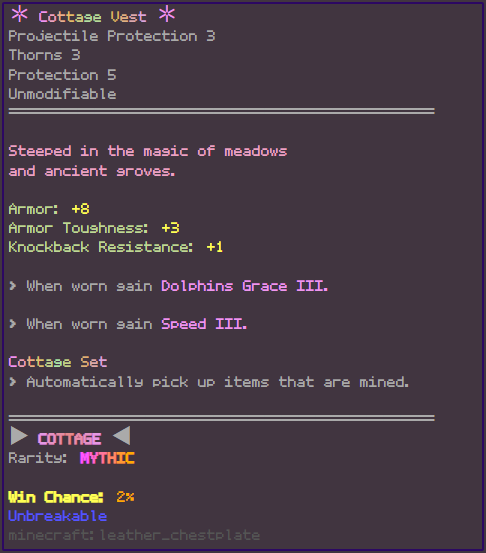 * Cottage Vest *
Projectile Protection 3
Thorns 3
Protection 5
Unmodifiable
Steeped in the magic of meadows
and ancient groves.
Armor: +8
Armor Toughness: +3
Knockback Resistance: +1
> When worn gain Dolphins Grace III.
> When worn gain Speed III.
Cottage Set
> Automatically pick up items that are mined.
▶ COTTAGE ◀
Rarity: MYTHIC
Win Chance: 2%
Unbreakable
minecraft:leather_chestplate